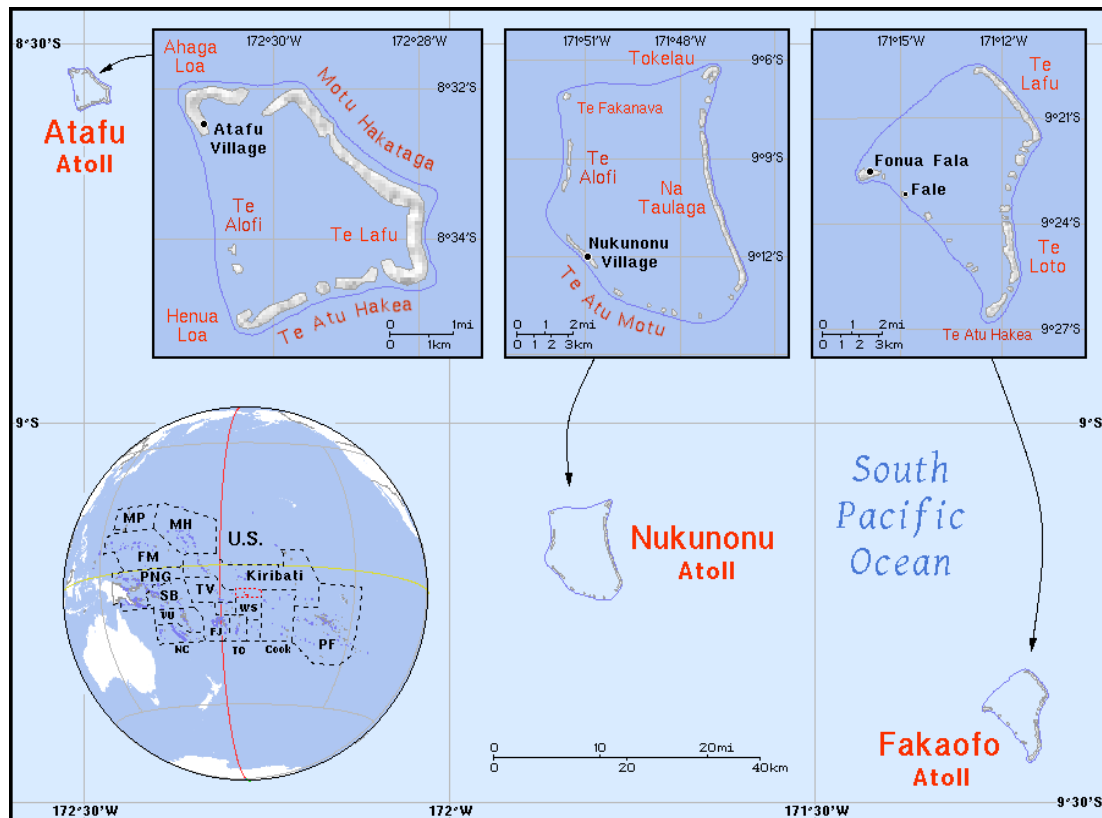 8°30'S
Atafu
Atoll
172°30'W
172°28'W
Ahaga
Loa
Motu Hakataga
8°32'S
Atafu
Village
Te
Alofi
Te Lafu
8°34'S
Henua
Loa
Te Atu Hakea
0 1mi
0 1km
171°51'W
171°48'W
Tokelau
9°6'S
Te Fakanava
Te
Alofi
9°9'S
Na
Taulaga
Nukunonu
Village
9°12'S
Te Atu Motu
0 1 2mi
0 1 2 3km
171°15'W
171°12'W
Te
Lafu
9°21'S
Fonua Fala
Fale
9°24'S
Te
Loto
Te Atu Hakea
9°27'S
0 1 2mi
0 1 2 3km
9°S
9°S
MP
MH
U.S.
FM
PNG
Kiribati
SB
TV
WS
VU
FJ
NC
TO
Cook
PF
Nukunonu
Atoll
South
Pacific
Ocean
Fakaofo
Atoll
0 10 20mi
0 20 40km
172°30'W
172°W
171°30'W
9°30'S